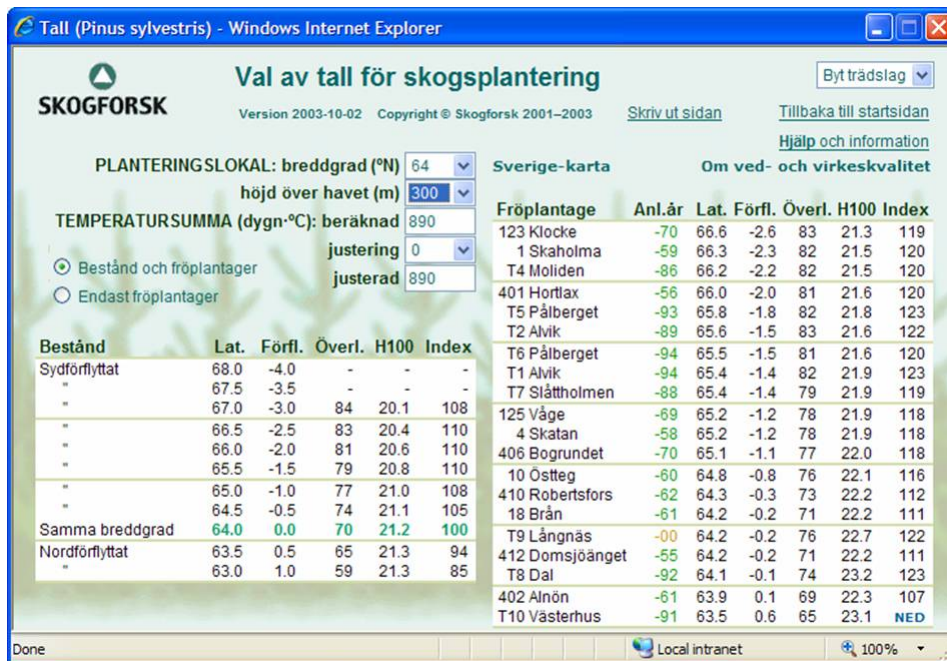 Tall (Pinus sylvestris) - Windows Internet Explorer
SKOGFORSK
Val av tall för skogsplantering
Byt trädslag
Version 2003-10-02 Copyright © Skogforsk 2001–2003
Skriv ut sidan
Tillbaka till startsidan
Hjälp och information
PLANTERINGSLOKAL: breddgrad (ºN) 64
höjd över havet (m) 300
TEMPERATURSUMMA (dygn·ºC): beräknad 890
justering 0
justerad 890
Bestånd och fröplantager
Endast fröplantager
Bestånd Lat. Förfl. Överl. H100 Index
Sydförflyttat 68.0 -4.0 - - -
" 67.5 -3.5 - - -
" 67.0 -3.0 84 20.1 108
" 66.5 -2.5 83 20.4 110
" 66.0 -2.0 81 20.6 110
" 65.5 -1.5 79 20.8 110
" 65.0 -1.0 77 21.0 108
" 64.5 -0.5 74 21.1 105
Samma breddgrad 64.0 0.0 70 21.2 100
Nordförflyttat 63.5 0.5 65 21.3 94
" 63.0 1.0 59 21.3 85
Sverige-karta Om ved- och virkeskvalitet
Fröplantage Anl.år Lat. Förfl. Överl. H100 Index
123 Klocke -70 66.6 -2.6 83 21.3 119
1 Skaholma -59 66.3 -2.3 82 21.5 120
T4 Moliden -86 66.2 -2.2 82 21.5 120
401 Hortlax -56 66.0 -2.0 81 21.6 120
T5 Pålberget -93 65.8 -1.8 82 21.8 123
T2 Alvik -89 65.6 -1.5 83 21.6 122
T6 Pålberget -94 65.5 -1.5 81 21.6 120
T1 Alvik -94 65.4 -1.4 82 21.9 123
T7 Slåttholmen -88 65.4 -1.4 79 21.9 119
125 Våge -69 65.2 -1.2 78 21.9 118
4 Skatan -58 65.2 -1.2 78 21.9 118
406 Bogrundet -70 65.1 -1.1 77 22.0 118
10 Östteg -60 64.8 -0.8 76 22.1 116
410 Robertsfors -62 64.3 -0.3 73 22.2 112
18 Brån -61 64.2 -0.2 71 22.2 111
T9 Långnäs -00 64.2 -0.2 76 22.7 122
412 Domsjöänget -55 64.2 -0.2 71 22.2 111
T8 Dal -92 64.1 -0.1 74 23.2 123
402 Alnön -61 63.9 0.1 69 22.3 107
T10 Västerhus -91 63.5 0.6 65 23.1 NED
Done
Local intranet
100%